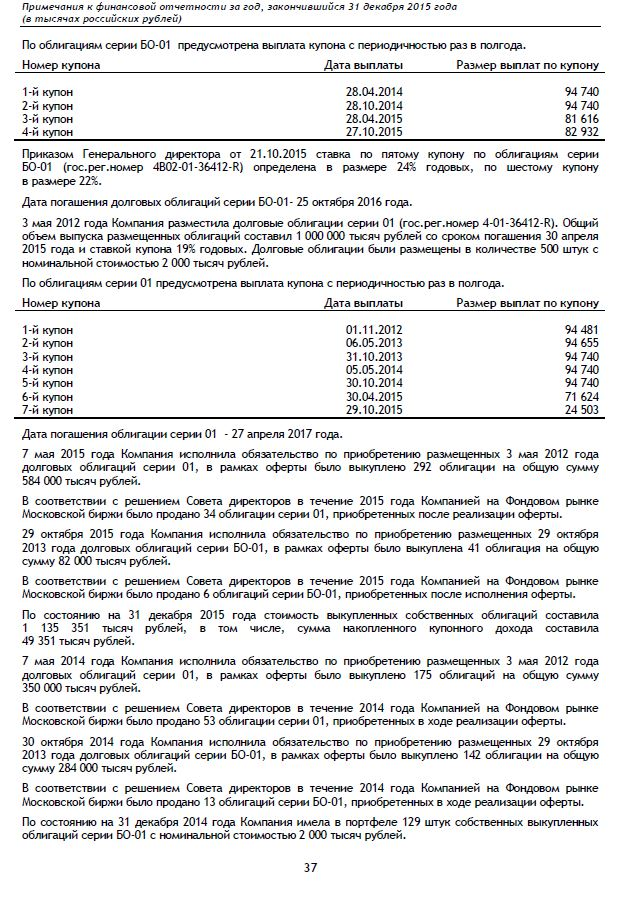 Примечания к финансовой отчетности за год, закончившийся 31 декабря 2015 года
(в тысячах российских рублей)
По облигациям серии БО-01 предусмотрена выплата купона с периодичностью раз в полгода.
Номер купона Дата выплаты Размер выплат по купону
1-й купон 28.04.2014 94 740
2-й купон 28.10.2014 94 740
3-й купон 28.04.2015 81 616
4-й купон 27.10.2015 82 932
Приказом Генерального директора от 21.10.2015 ставка по пятому купону по облигациям серии
БО-01 (гос.рег.номер 4В02-01-36412-R) определена в размере 24% годовых, по шестому купону
в размере 22%.
Дата погашения долговых облигаций серии БО-01- 25 октября 2016 года.
3 мая 2012 года Компания разместила долговые облигации серии 01 (гос.рег.номер 4-01-36412-R). Общий
объем выпуска размещенных облигаций составил 1 000 000 тысяч рублей со сроком погашения 30 апреля
2015 года и ставкой купона 19% годовых. Долговые облигации были размещены в количестве 500 штук с
номинальной стоимостью 2 000 тысяч рублей.
По облигациям серии 01 предусмотрена выплата купона с периодичностью раз в полгода.
Номер купона Дата выплаты Размер выплат по купону
1-й купон 01.11.2012 94 481
2-й купон 06.05.2013 94 655
3-й купон 31.10.2013 94 740
4-й купон 05.05.2014 94 740
5-й купон 30.10.2014 94 740
6-й купон 30.04.2015 71 624
7-й купон 29.10.2015 24 503
Дата погашения облигации серии 01 - 27 апреля 2017 года.
7 мая 2015 года Компания исполнила обязательство по приобретению размещенных 3 мая 2012 года
долговых облигаций серии 01, в рамках оферты было выкуплено 292 облигации на общую сумму
584 000 тысяч рублей.
В соответствии с решением Совета директоров в течение 2015 года Компанией на Фондовом рынке
Московской биржи было продано 34 облигации серии 01, приобретенных после реализации оферты.
29 октября 2015 года Компания исполнила обязательство по приобретению размещенных 29 октября
2013 года долговых облигаций серии БО-01, в рамках оферты было выкуплена 41 облигация на общую
сумму 82 000 тысяч рублей.
В соответствии с решением Совета директоров в течение 2015 года Компанией на Фондовом рынке
Московской биржи было продано 6 облигаций серии БО-01, приобретенных после исполнения оферты.
По состоянию на 31 декабря 2015 года стоимость выкупленных собственных облигаций составила
1 135 351 тысяч рублей, в том числе, сумма накопленного купонного дохода составила
49 351 тысяч рублей.
7 мая 2014 года Компания исполнила обязательство по приобретению размещенных 3 мая 2012 года
долговых облигаций серии 01, в рамках оферты было выкуплено 175 облигаций на общую сумму
350 000 тысяч рублей.
В соответствии с решением Совета директоров в течение 2014 года Компанией на Фондовом рынке
Московской биржи было продано 53 облигации серии 01, приобретенных в ходе реализации оферты.
30 октября 2014 года Компания исполнила обязательство по приобретению размещенных 29 октября
2013 года долговых облигаций серии БО-01, в рамках оферты было выкуплено 142 облигации на общую
сумму 284 000 тысяч рублей.
В соответствии с решением Совета директоров в течение 2014 года Компанией на Фондовом рынке
Московской биржи было продано 13 облигаций серии БО-01, приобретенных в ходе реализации оферты.
По состоянию на 31 декабря 2014 года Компания имела в портфеле 129 штук собственных выкупленных
облигаций серии БО-01 с номинальной стоимостью 2 000 тысяч рублей.
37